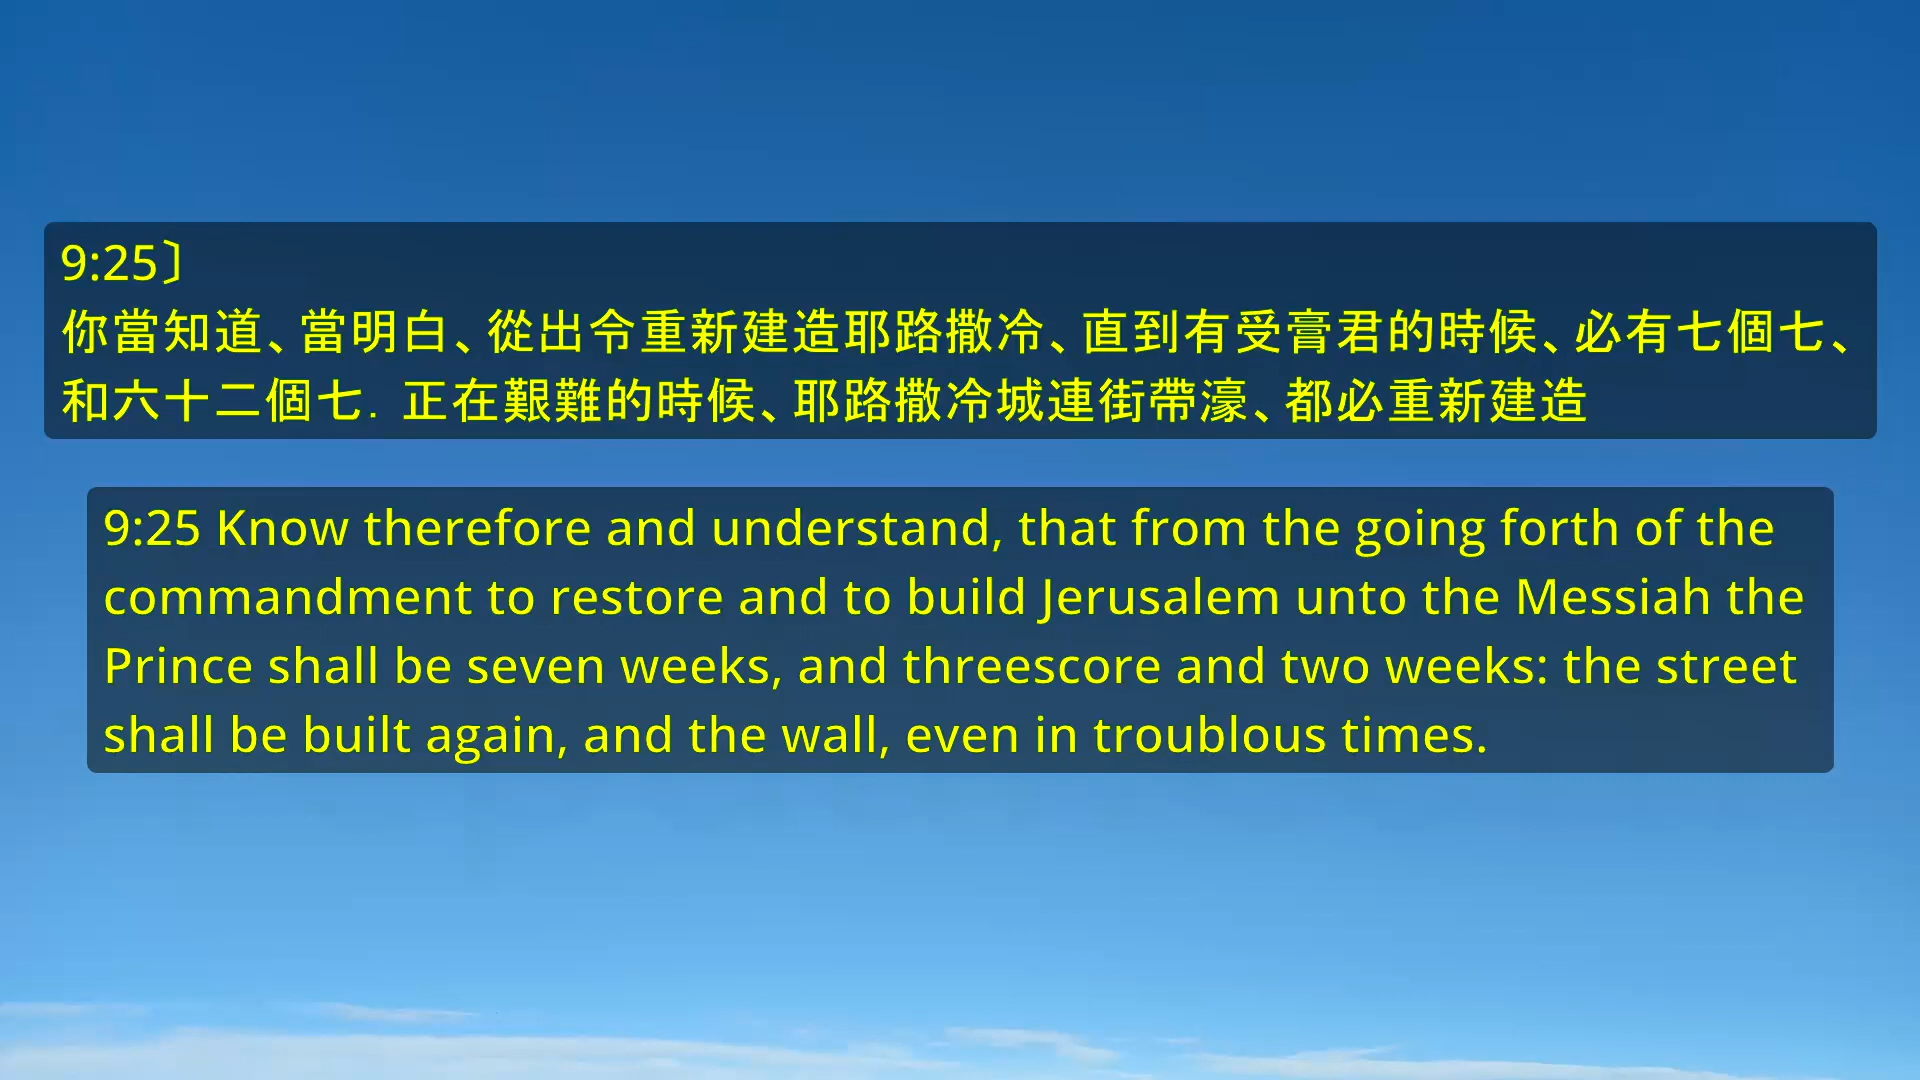 9:25〕
你當知道、當明白、從出令重新建造耶路撒冷、直到有受膏君的時候、必有七個七、
和六十二個七．正在艱難的時候、耶路撒冷城連街帶濠、都必重新建造
9:25 Know therefore and understand, that from the going forth of the
commandment to restore and to build Jerusalem unto the Messiah the
Prince shall be seven weeks, and threescore and two weeks: the street
shall be built again, and the wall, even in troublous times.